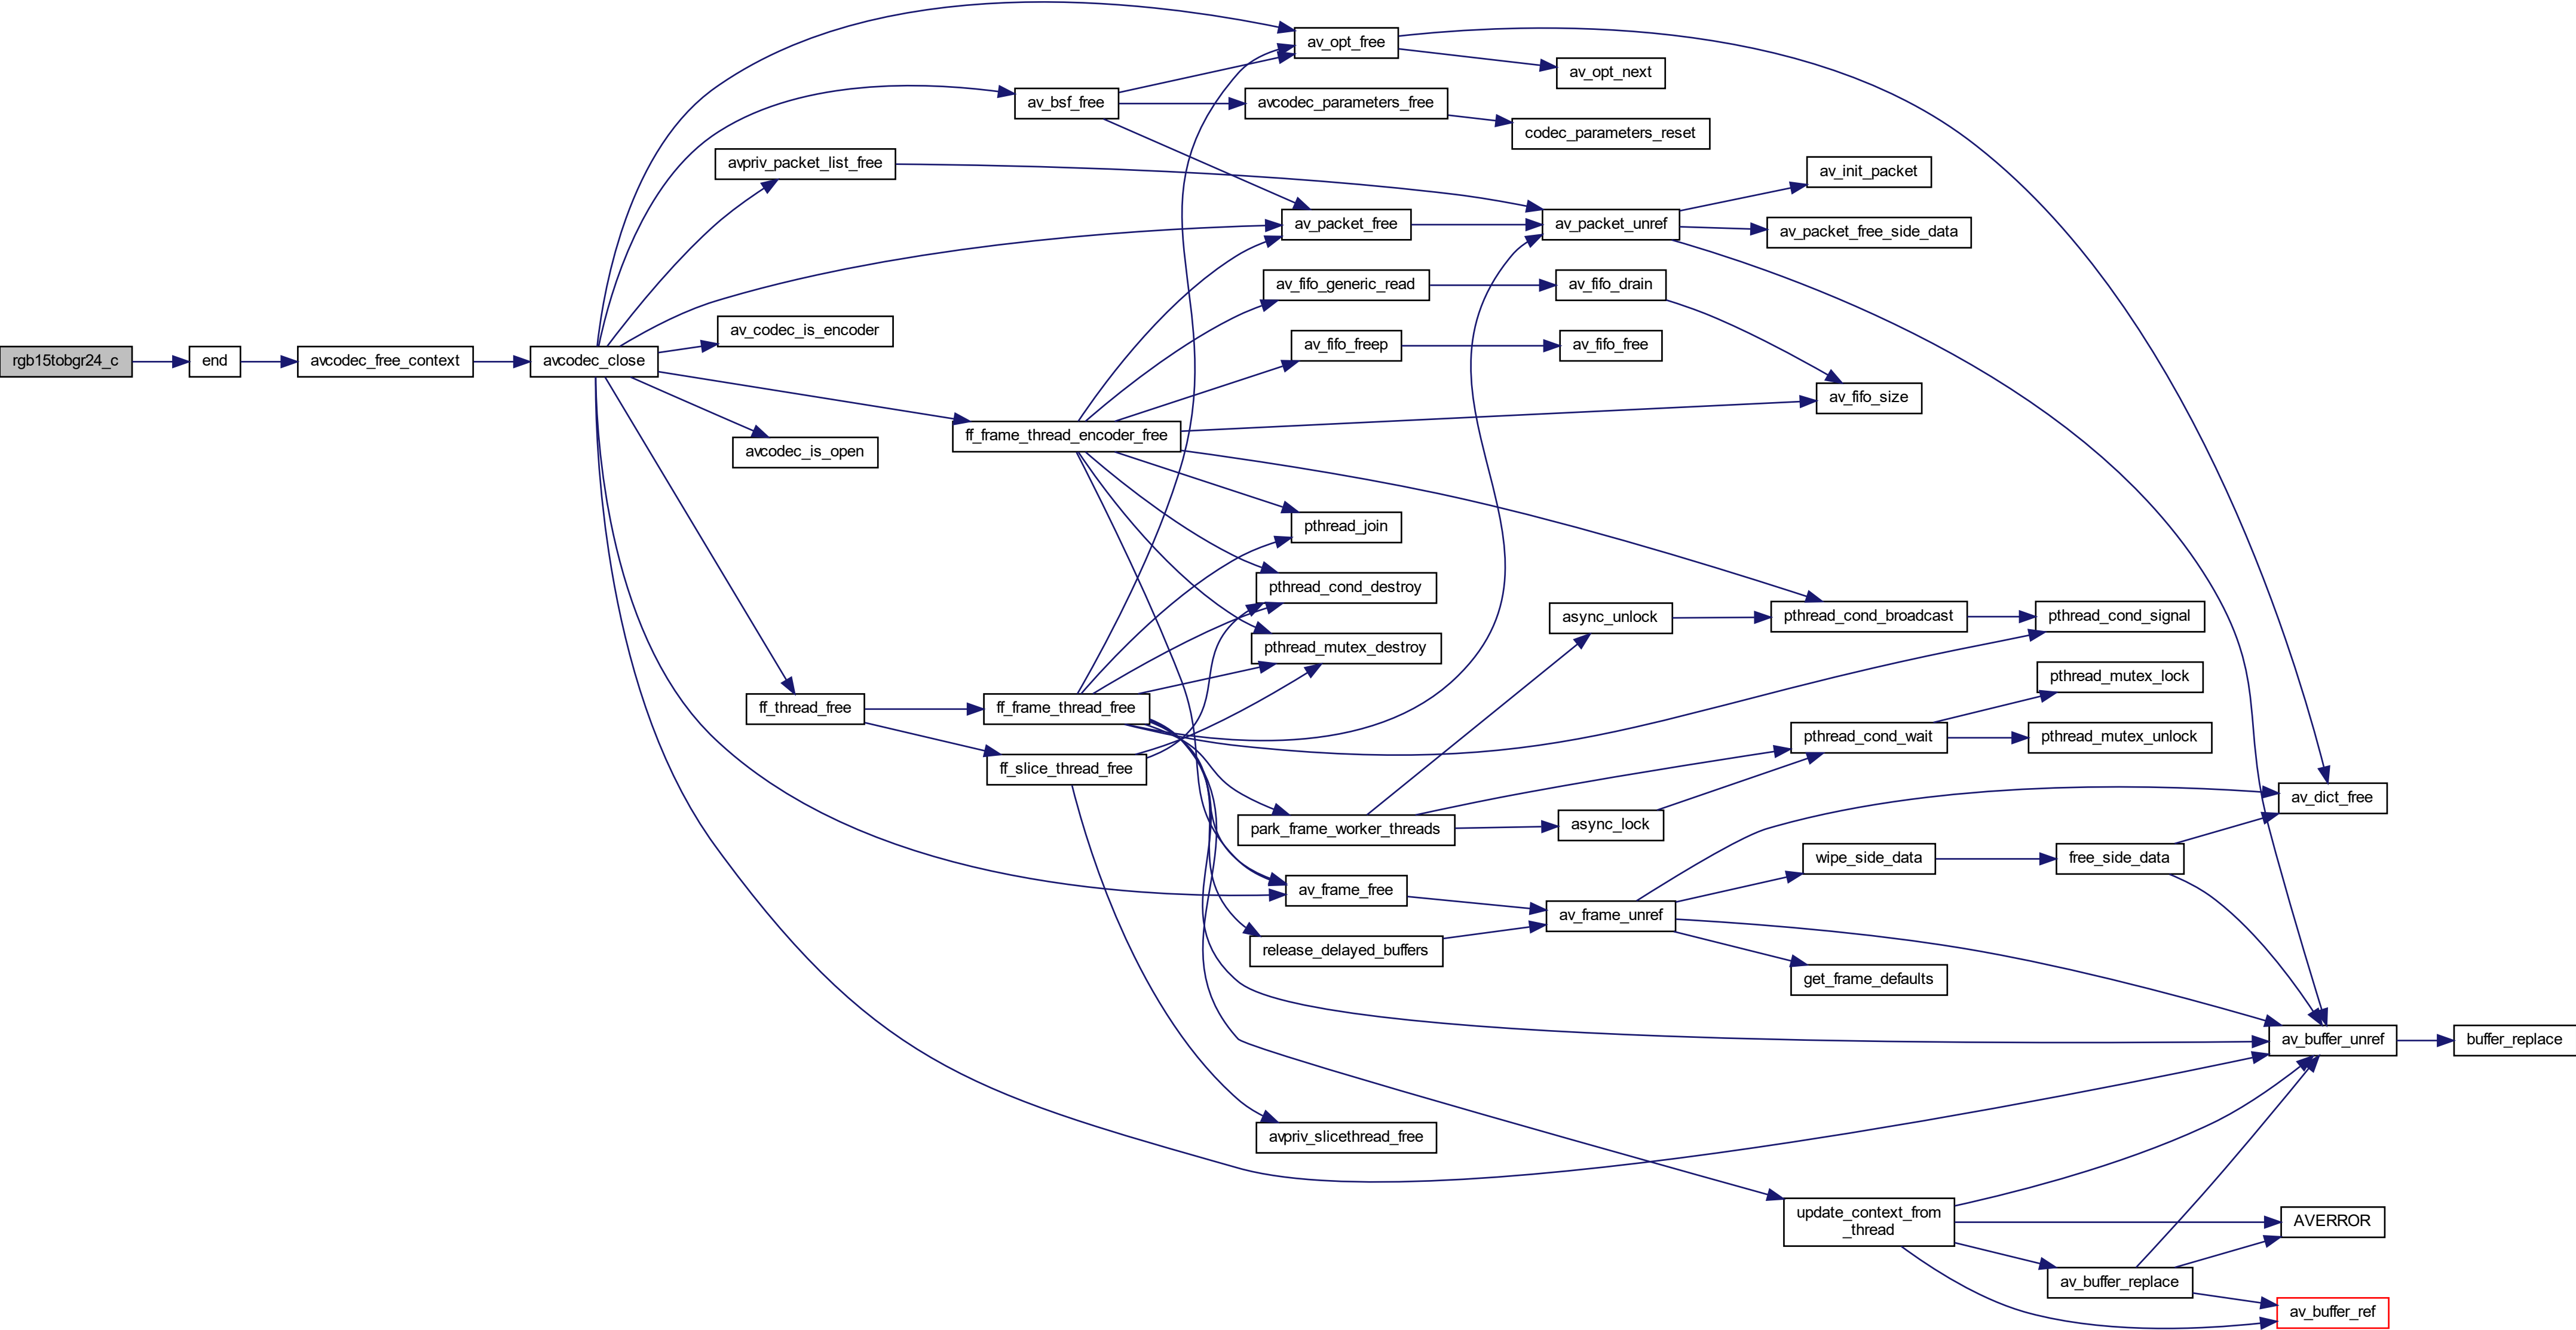 av_opt_free
av_opt_next
av_bsf_free
avcodec_parameters_free
codec_parameters_reset
avpriv_packet_list_free
av_init_packet
av_packet_free
av_packet_unref
av_packet_free_side_data
av_fifo_generic_read
av_fifo_drain
av_codec_is_encoder
av_fifo_freep
av_fifo_free
rgb15tobgr24_c
end
avcodec_free_context
avcodec_close
av_fifo_size
ff_frame_thread_encoder_free
avcodec_is_open
pthread_join
pthread_cond_destroy
async_unlock
pthread_cond_broadcast
pthread_cond_signal
pthread_mutex_destroy
pthread_mutex_lock
ff_thread_free
ff_frame_thread_free
pthread_cond_wait
pthread_mutex_unlock
ff_slice_thread_free
av_dict_free
park_frame_worker_threads
async_lock
wipe_side_data
free_side_data
av_frame_free
av_frame_unref
release_delayed_buffers
get_frame_defaults
av_buffer_unref
buffer_replace
avpriv_slicethread_free
update_context_from
_thread
AVERROR
av_buffer_replace
av_buffer_ref